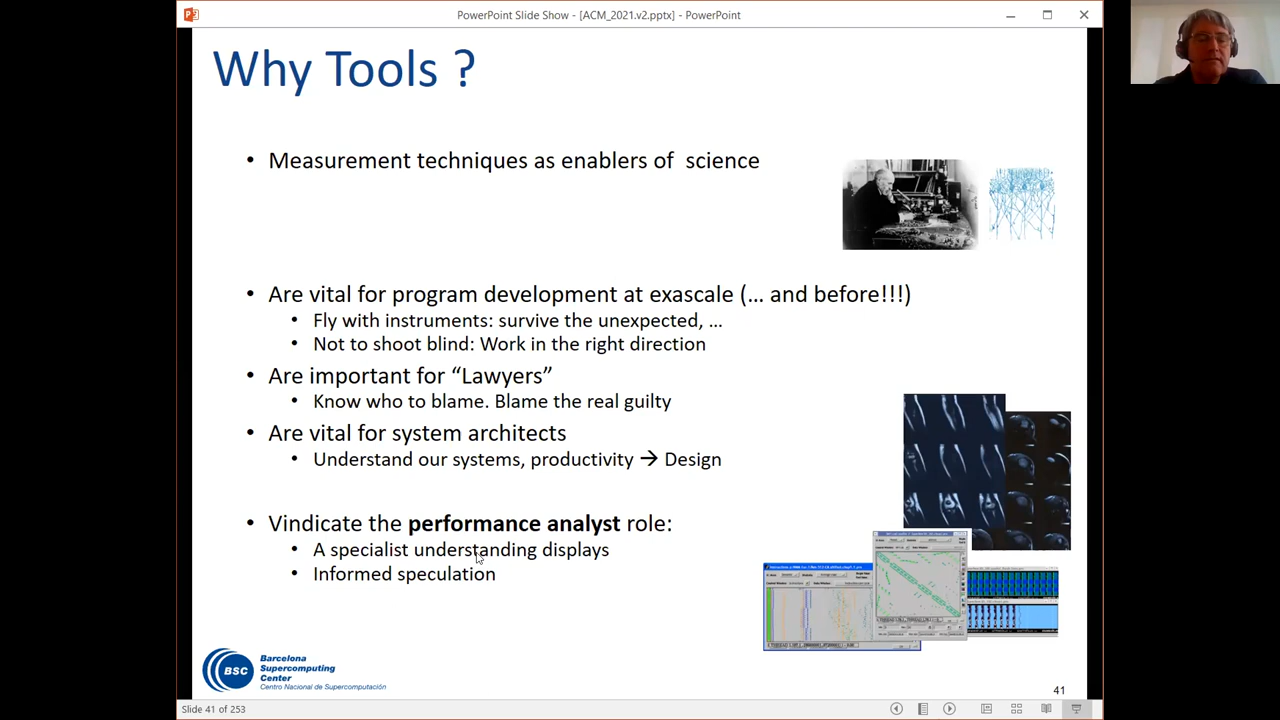 PowerPoint Slide Show - [ACM_2021.v2.pptx] - PowerPoint
Why Tools ?
• Measurement techniques as enablers of science
• Are vital for program development at exascale (… and before!!!)
• Fly with instruments: survive the unexpected, …
• Not to shoot blind: Work in the right direction
• Are important for “Lawyers”
• Know who to blame. Blame the real guilty
• Are vital for system architects
• Understand our systems, productivity → Design
• Vindicate the performance analyst role:
• A specialist understanding displays
• Informed speculation
BSC
Barcelona
Supercomputing
Center
Centro Nacional de Supercomputación
41
Slide 41 of 253